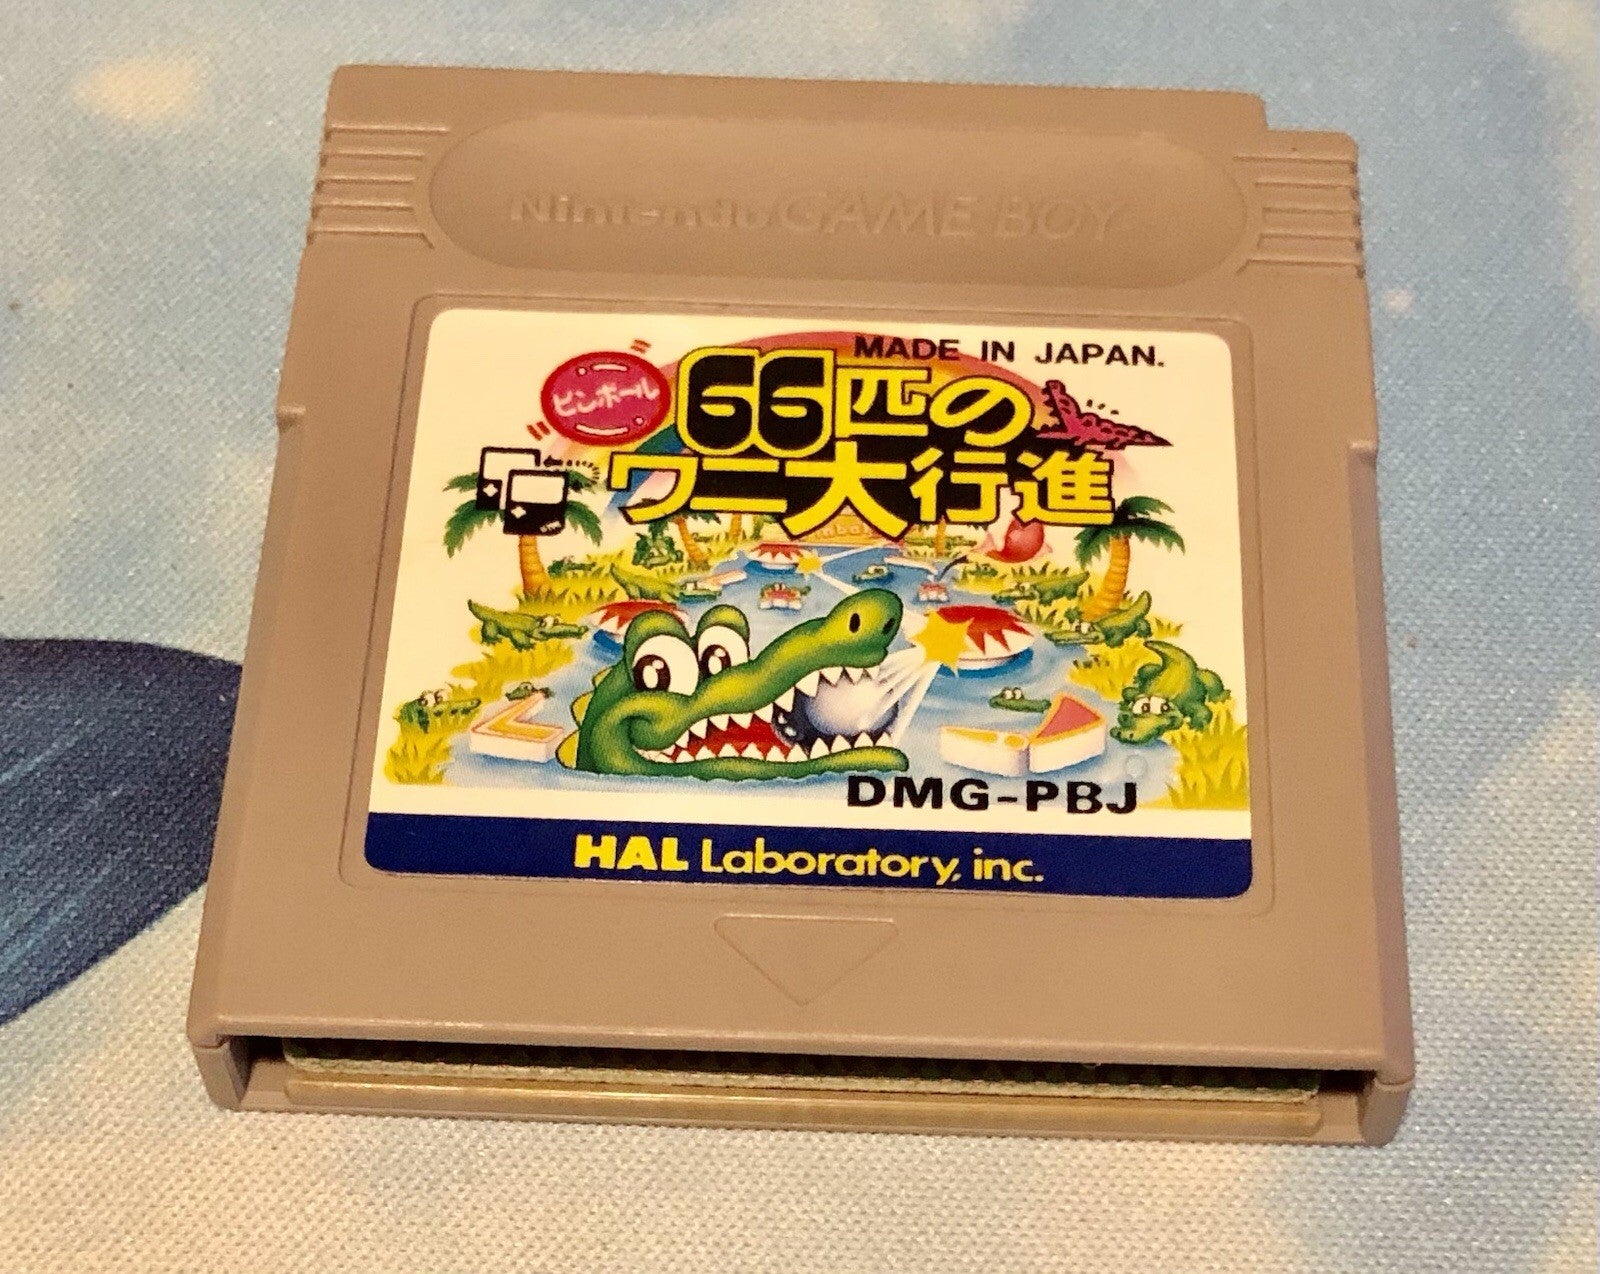 Nintendo GAME BOY
MADE IN JAPAN.
ピンボール
66匹の
ワニ大行進
DMG-PBJ
HAL Laboratory, inc.